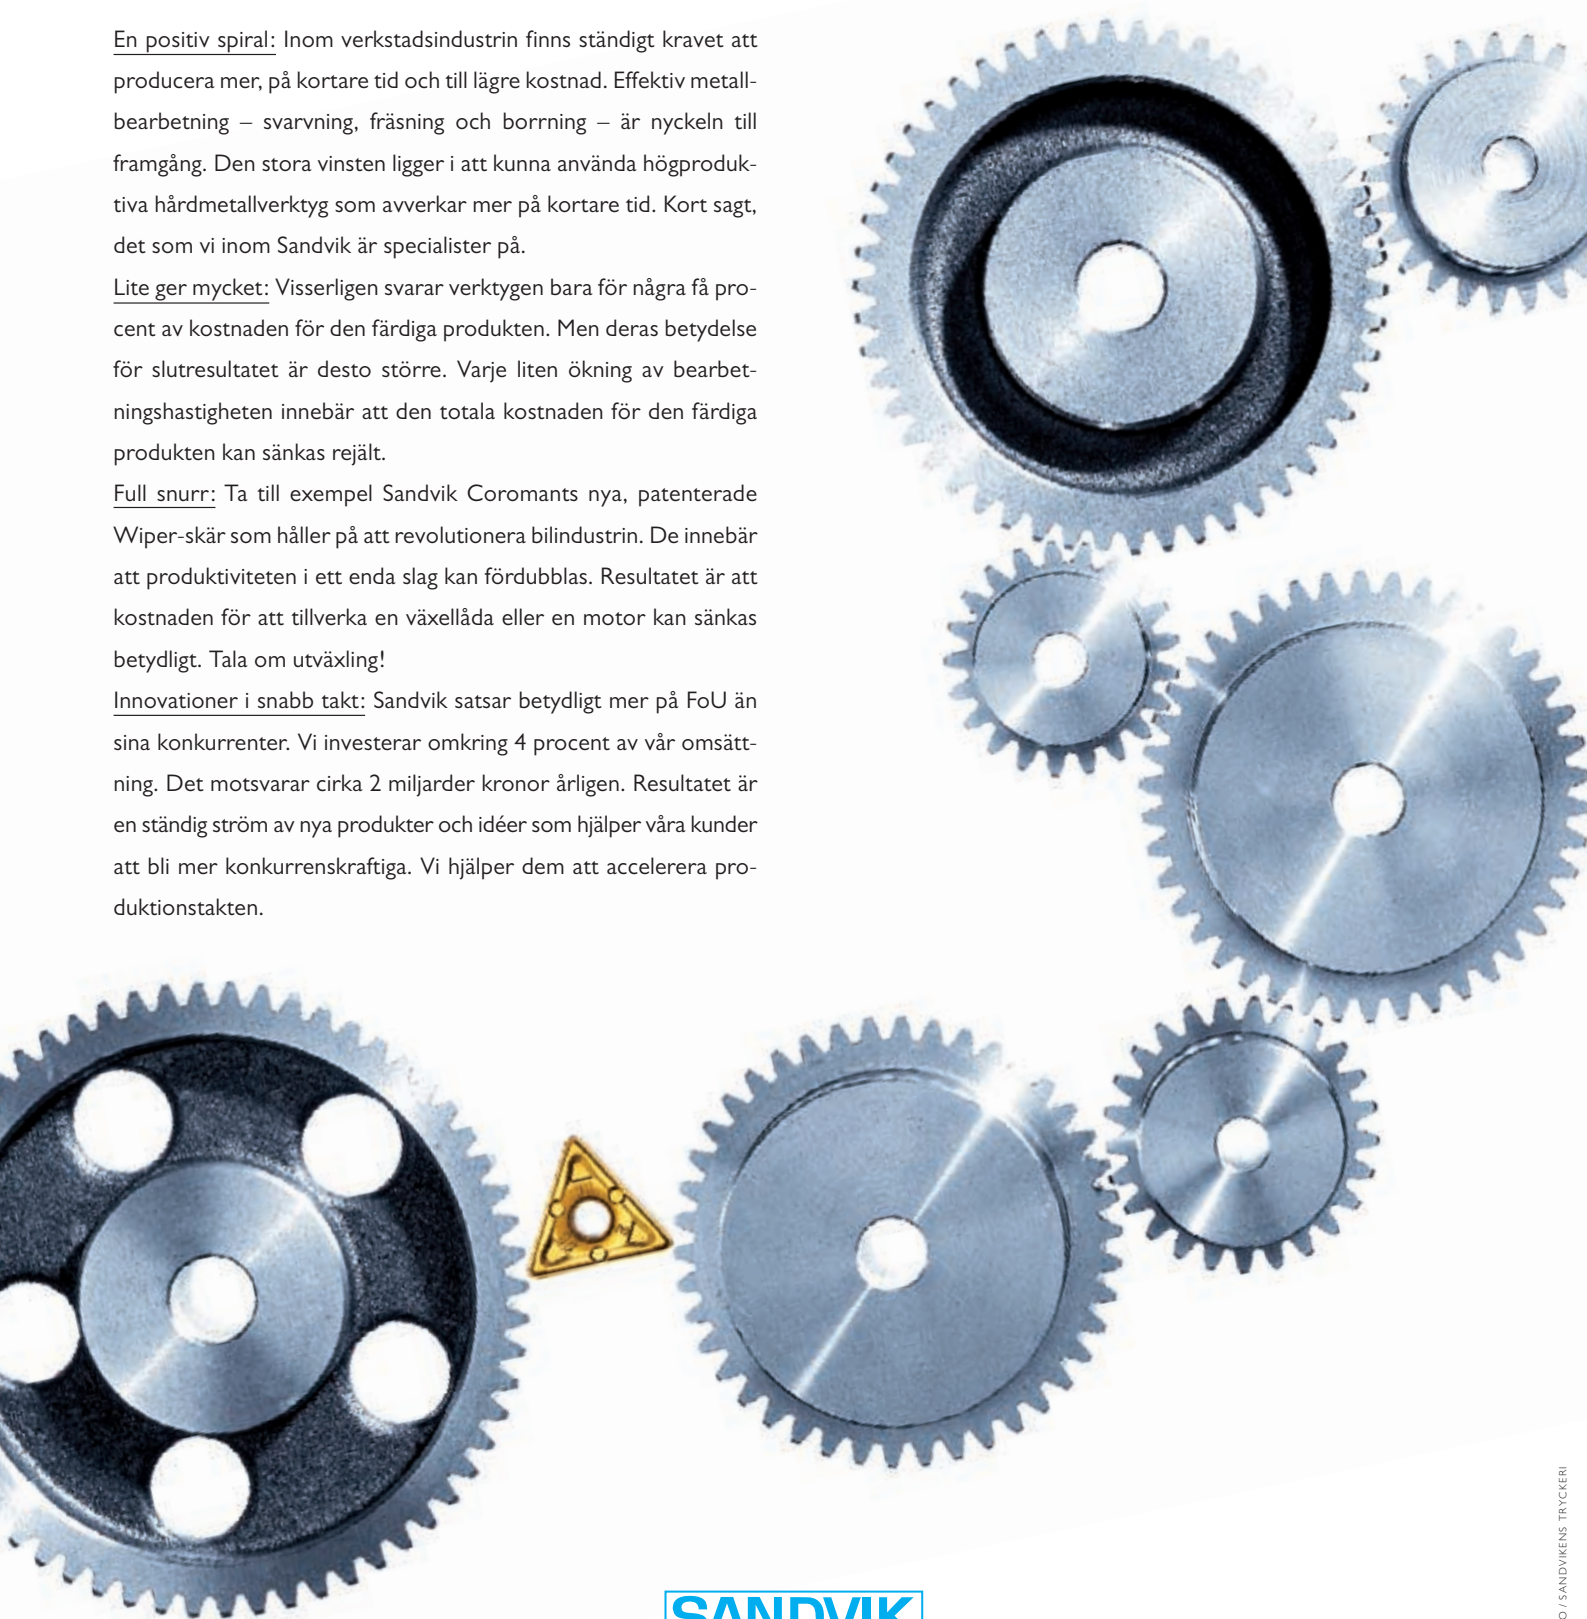 En positiv spiral: Inom verkstadsindustrin finns ständigt kravet att
producera mer, på kortare tid och till lägre kostnad. Effektiv metall-
bearbetning – svarvning, fräsning och borrning – är nyckeln till
framgång. Den stora vinsten ligger i att kunna använda högproduk-
tiva hårdmetallverktyg som avverkar mer på kortare tid. Kort sagt,
det som vi inom Sandvik är specialister på.
Lite ger mycket: Visserligen svarar verktygen bara för några få pro-
cent av kostnaden för den färdiga produkten. Men deras betydelse
för slutresultatet är desto större. Varje liten ökning av bearbet-
ningshastigheten innebär att den totala kostnaden för den färdiga
produkten kan sänkas rejält.
Full snurr: Ta till exempel Sandvik Coromants nya, patenterade
Wiper-skär som håller på att revolutionera bilindustrin. De innebär
att produktiviteten i ett enda slag kan fördubblas. Resultatet är att
kostnaden för att tillverka en växellåda eller en motor kan sänkas
betydligt. Tala om utväxling!
Innovationer i snabb takt: Sandvik satsar betydligt mer på FoU än
sina konkurrenter. Vi investerar omkring 4 procent av vår omsätt-
ning. Det motsvarar cirka 2 miljarder kronor årligen. Resultatet är
en ständig ström av nya produkter och idéer som hjälper våra kunder
att bli mer konkurrenskraftiga. Vi hjälper dem att accelerera pro-
duktionstakten.
SANDVIK
O / SANDVIKENS TRYCKERI